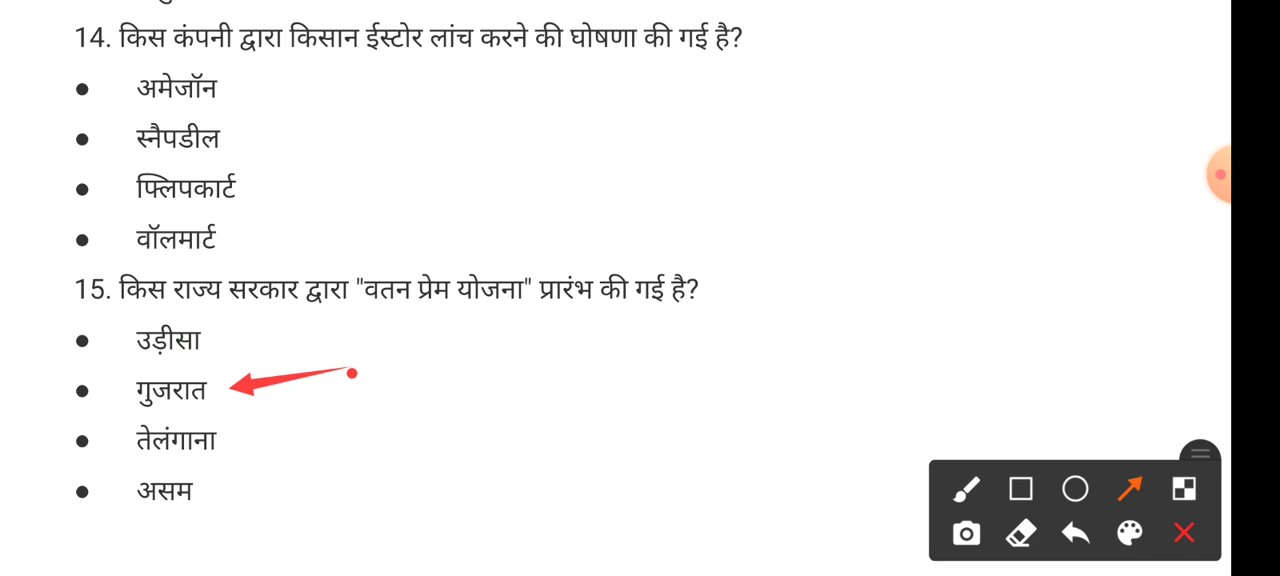 14. किस कंपनी द्वारा किसान ईस्टोर लांच करने की घोषणा की गई है?
● अमेजॉन
● स्नैपडील
● फ्लिपकार्ट
● वॉलमार्ट
15. किस राज्य सरकार द्वारा "वतन प्रेम योजना" प्रारंभ की गई है?
● उड़ीसा
● गुजरात
● तेलंगाना
● असम